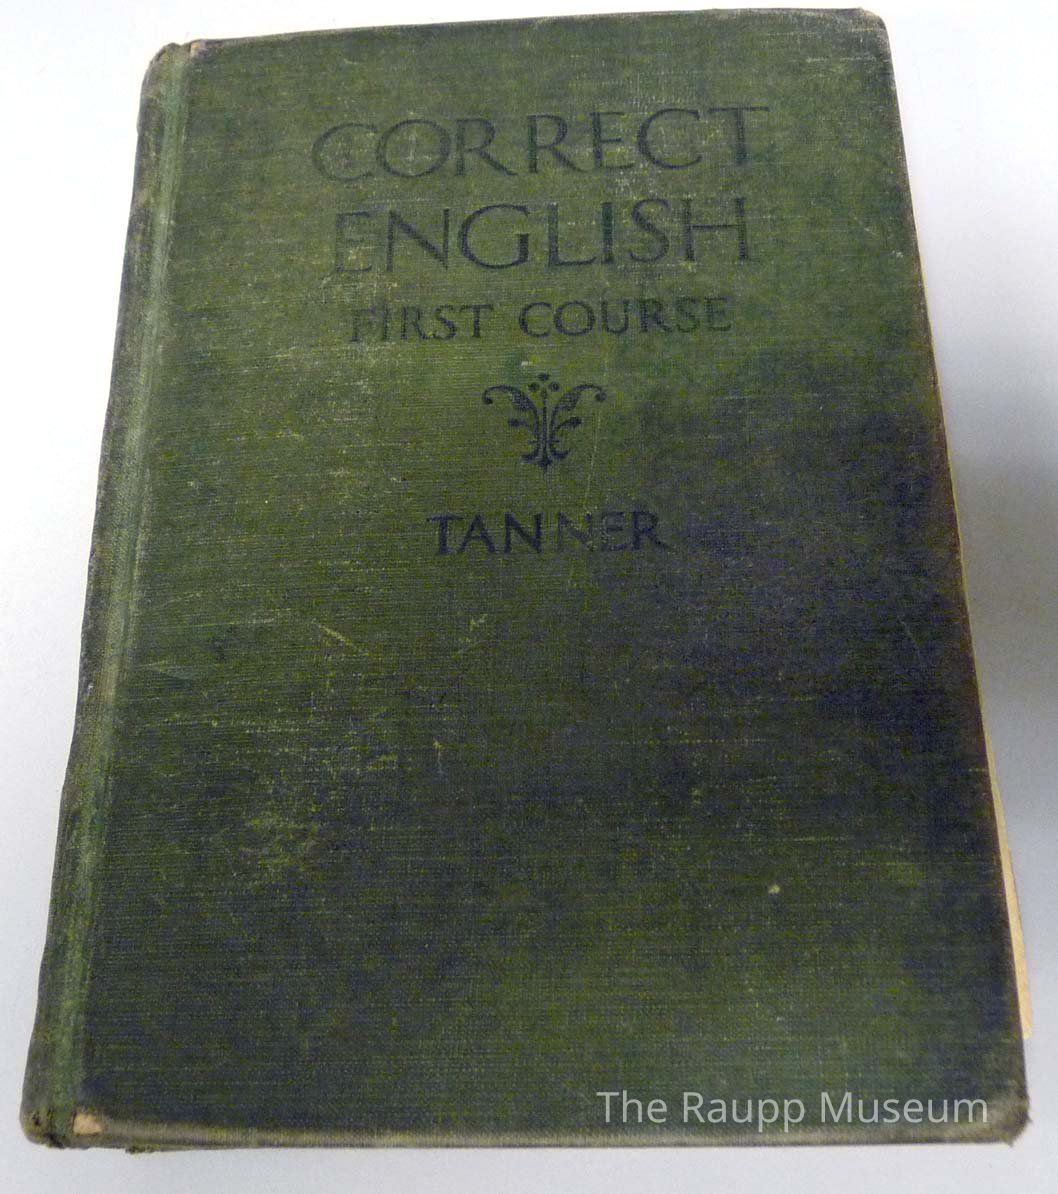 CORRECT
ENGLISH
FIRST COURSE
TANNER
The Raupp Museum